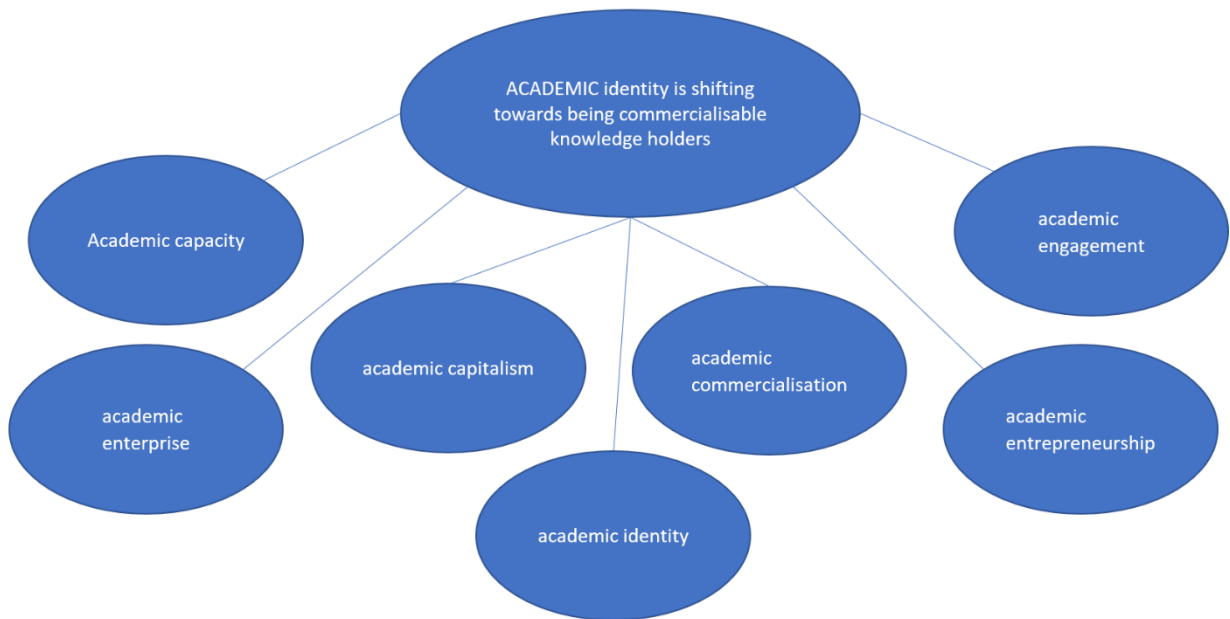 ACADEMIC identity is shifting
towards being commercialisable
knowledge holders
Academic capacity
academic
engagement
academic capitalism
academic
commercialisation
academic
enterprise
academic
entrepreneurship
academic identity